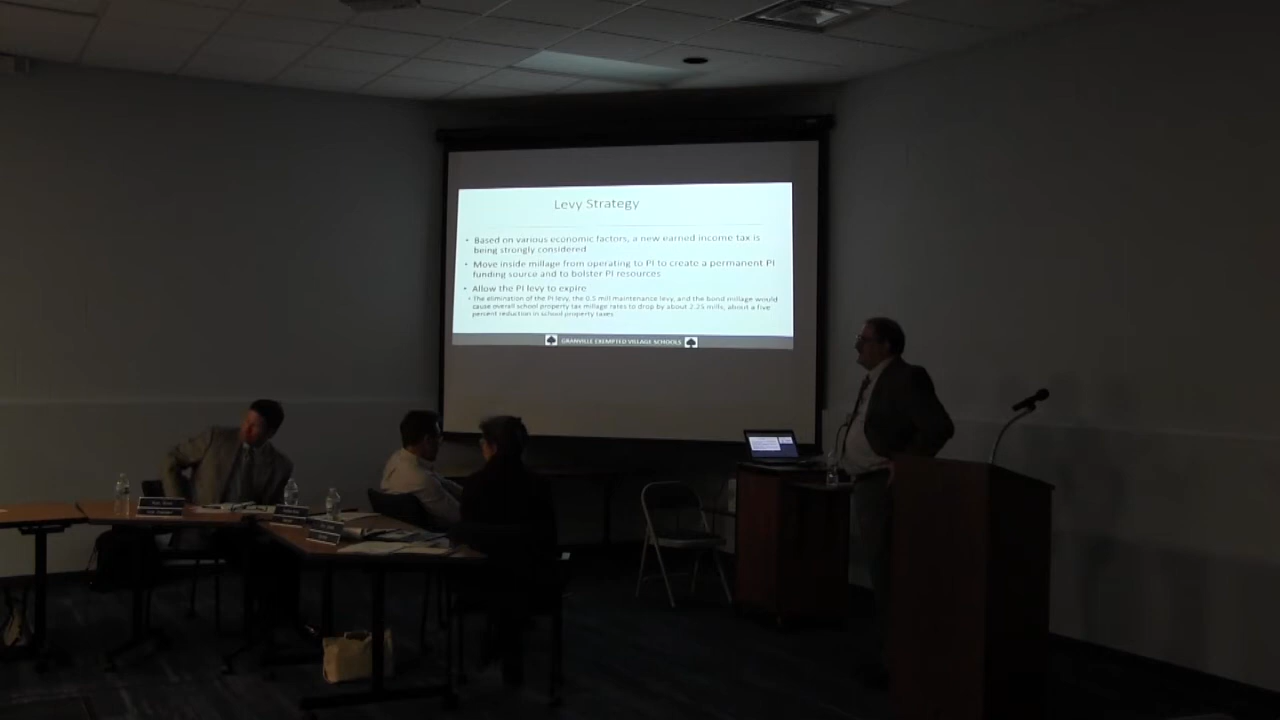 Levy Strategy
• Based on various economic factors, a new earned income tax is
being strongly considered
• Move inside millage from operating to PI to create a permanent PI
funding source and to bolster PI resources
• Allow the PI levy to expire
• The elimination of the PI levy, the 0.5 mill maintenance levy, and the bond millage would
cause overall school property tax millage rates to drop by about 2.25 mills, about a five
percent reduction in school property taxes
GRANVILLE EXEMPTED VILLAGE SCHOOLS